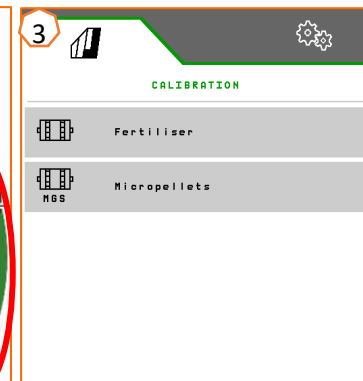 3
CALIBRATION
Fertiliser
MGS
Micropellets